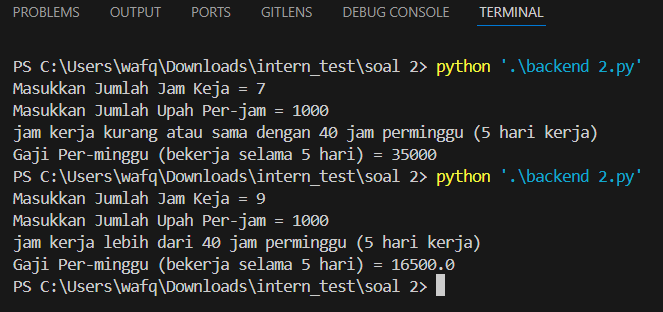 PROBLEMS OUTPUT PORTS GITLENS DEBUG CONSOLE TERMINAL
PS C:\Users\wafq\Downloads\intern_test\soal 2> python '.\backend 2.py'
Masukkan Jumlah Jam Keja = 7
Masukkan Jumlah Upah Per-jam = 1000
jam kerja kurang atau sama dengan 40 jam perminggu (5 hari kerja)
Gaji Per-minggu (bekerja selama 5 hari) = 35000
PS C:\Users\wafq\Downloads\intern_test\soal 2> python '.\backend 2.py'
Masukkan Jumlah Jam Keja = 9
Masukkan Jumlah Upah Per-jam = 1000
jam kerja lebih dari 40 jam perminggu (5 hari kerja)
Gaji Per-minggu (bekerja selama 5 hari) = 16500.0
PS C:\Users\wafq\Downloads\intern_test\soal 2>